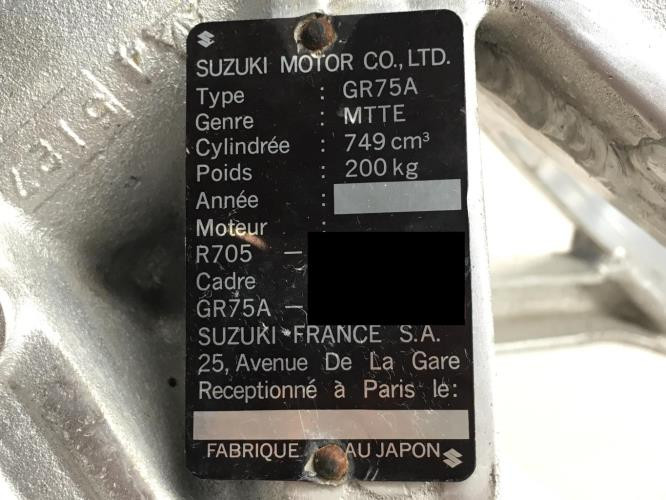 SUZUKI MOTOR CO., LTD.
Type : GR75A
Genre : MTTE
Cylindrée : 749 cm³
Poids : 200 kg
Année :
Moteur :
R705 —
Cadre
GR75A —
SUZUKI FRANCE S.A.
25, Avenue De La Gare
Receptionné à Paris le:
FABRIQUE AU JAPON